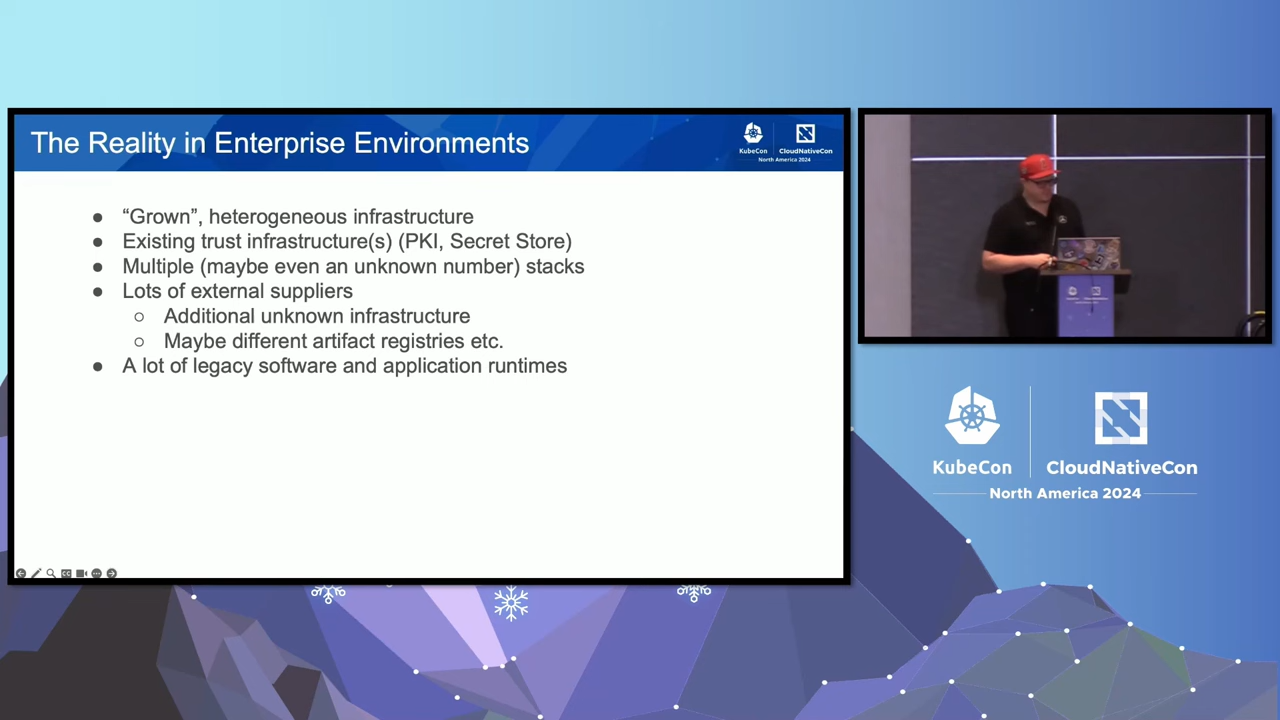 The Reality in Enterprise Environments
KubeCon
CloudNativeCon
North America 2024
● “Grown”, heterogeneous infrastructure
● Existing trust infrastructure(s) (PKI, Secret Store)
● Multiple (maybe even an unknown number) stacks
● Lots of external suppliers
○ Additional unknown infrastructure
○ Maybe different artifact registries etc.
● A lot of legacy software and application runtimes
KubeCon
CloudNativeCon
North America 2024